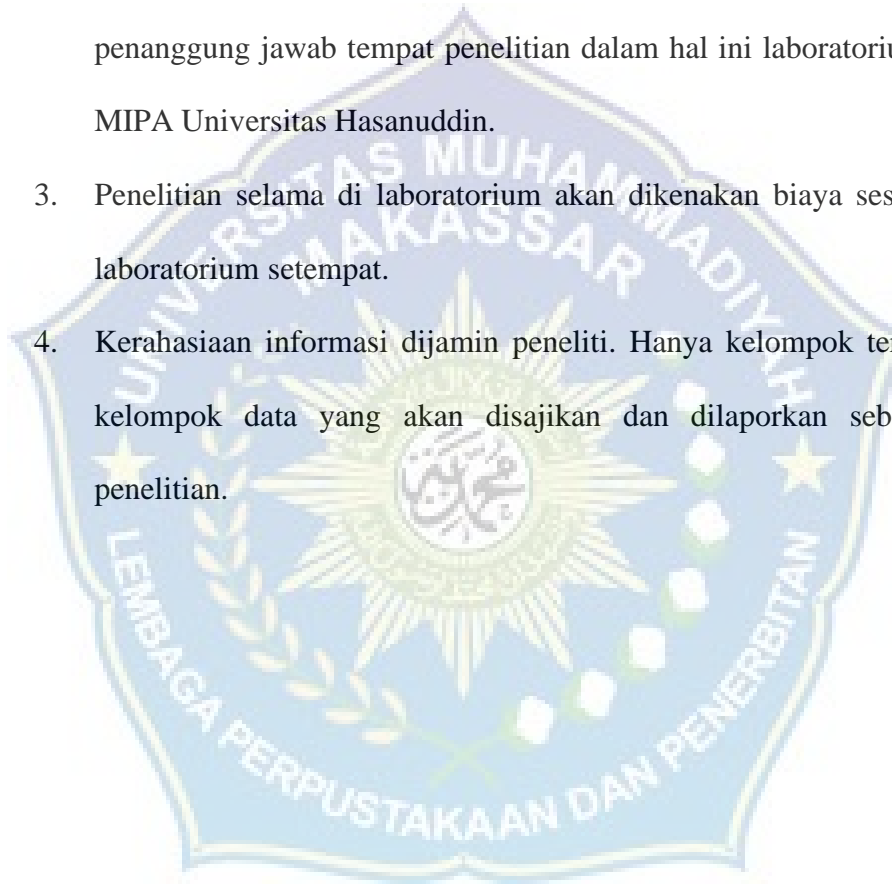 penanggung jawab tempat penelitian dalam hal ini laboratoriu
MIPA Universitas Hasanuddin.
3. Penelitian selama di laboratorium akan dikenakan biaya ses
laboratorium setempat.
4. Kerahasiaan informasi dijamin peneliti. Hanya kelompok te
kelompok data yang akan disajikan dan dilaporkan seb
penelitian.
UNIVERSITAS MUHAMMADIYAH
MAKASSAR
LEMBAGA PERPUSTAKAAN DAN PENERBITAN